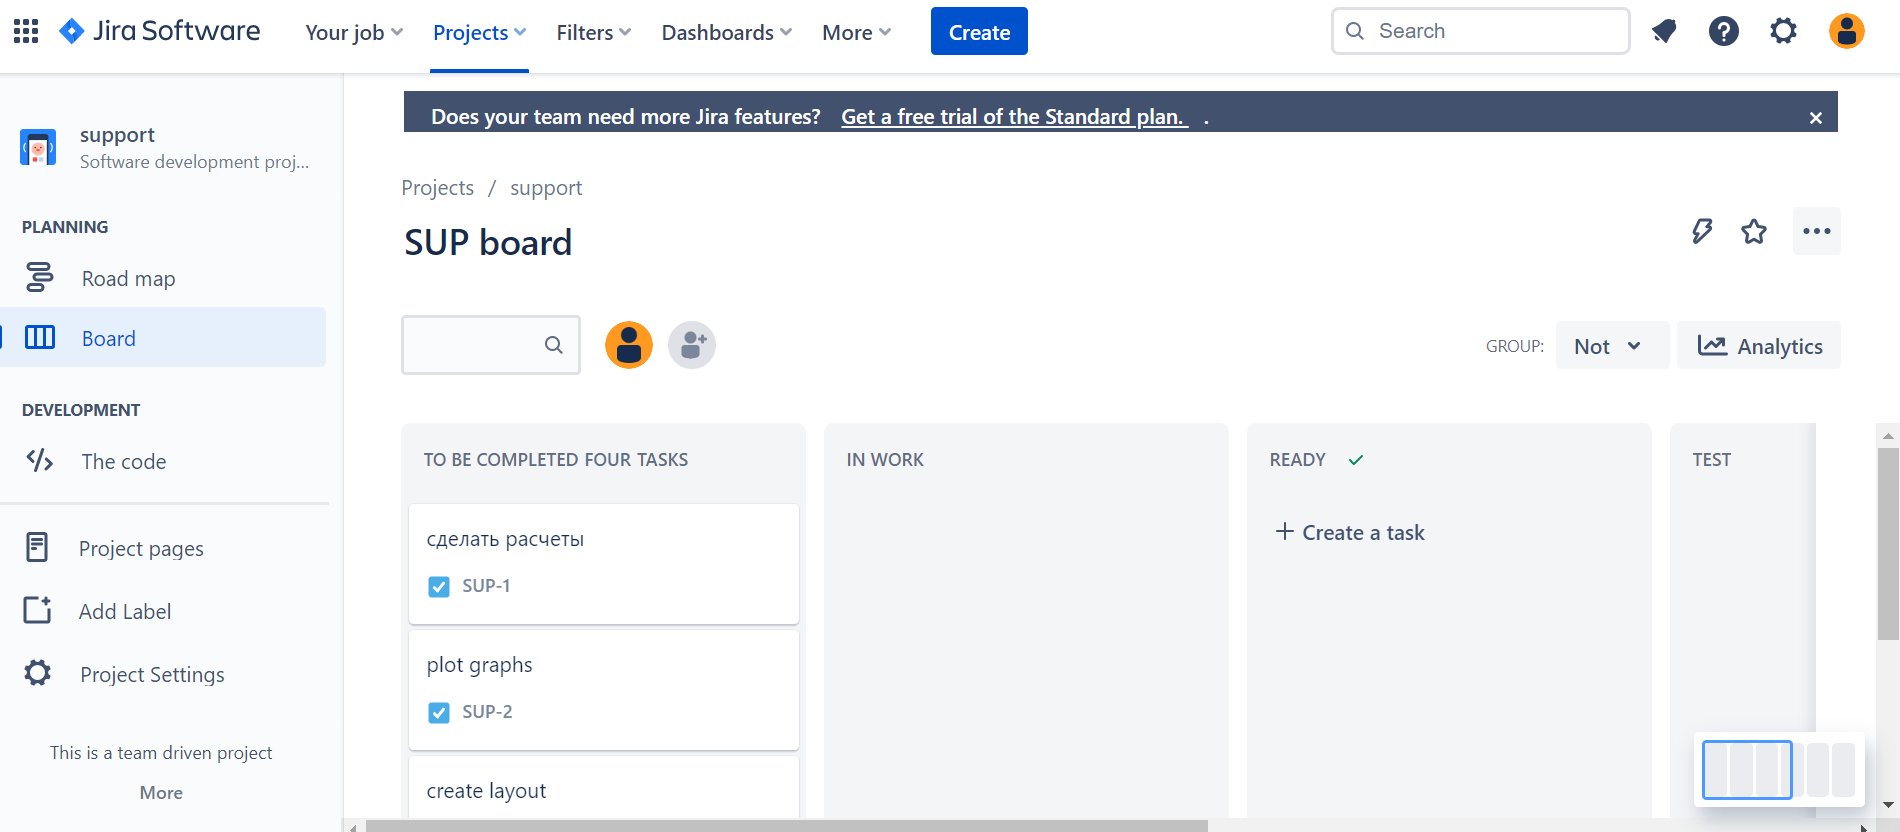 Jira Software
Your job
Projects
Filters
Dashboards
More
Create
Search
support
Software development proj...
PLANNING
Road map
Board
DEVELOPMENT
The code
Project pages
Add Label
Project Settings
This is a team driven project
More
Does your team need more Jira features? Get a free trial of the Standard plan. .
Projects / support
SUP board
GROUP:
Not
Analytics
TO BE COMPLETED FOUR TASKS
сделать расчеты
SUP-1
plot graphs
SUP-2
create layout
IN WORK
READY
Create a task
TEST